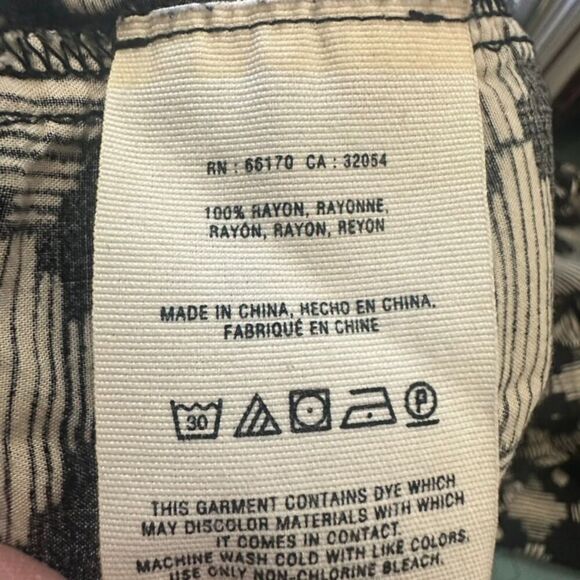 RN : 66170 CA : 32054
100% RAYON, RAYONNE,
RAYÓN, RAYON, REYON
MADE IN CHINA, HECHO EN CHINA.
FABRIQUÉ EN CHINE
30 P
THIS GARMENT CONTAINS DYE WHICH
MAY DISCOLOR MATERIALS WITH WHICH
IT COMES IN CONTACT
MACHINE WASH COLD WITH LIKE COLORS.
USE ONLY NON-CHLORINE BLEACH.